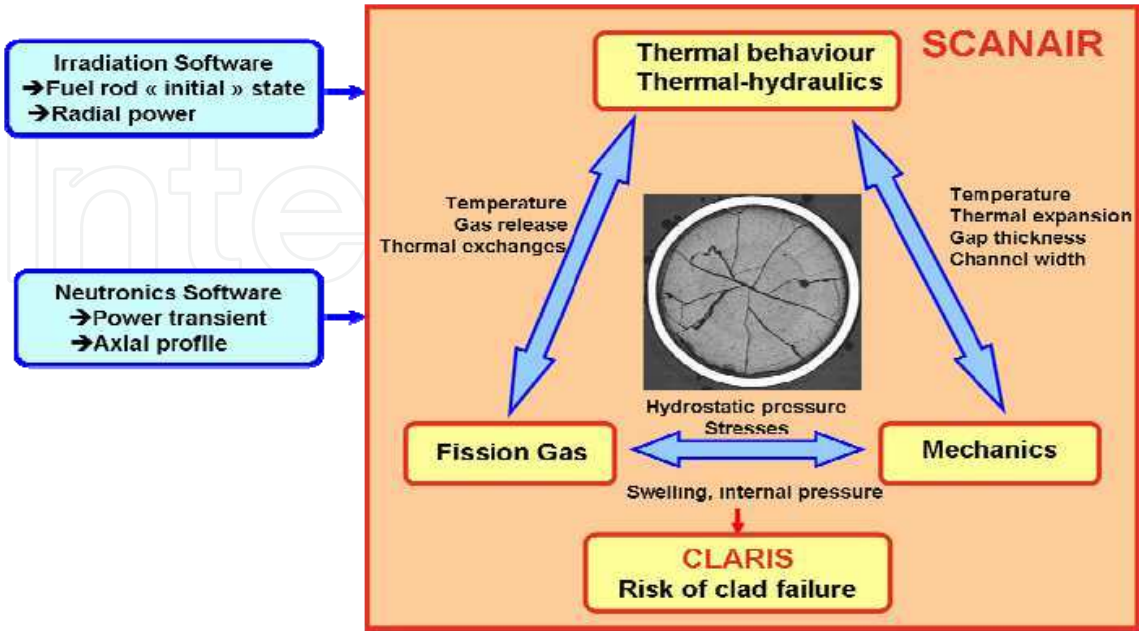 Irradiation Software
➔Fuel rod « initial » state
➔Radial power
Neutronics Software
➔Power transient
➔Axial profile
SCANAIR
Thermal behaviour
Thermal-hydraulics
Temperature
Gas release
Thermal exchanges
Temperature
Thermal expansion
Gap thickness
Channel width
Hydrostatic pressure
Stresses
Fission Gas
Mechanics
Swelling, internal pressure
CLARIS
Risk of clad failure
Inte